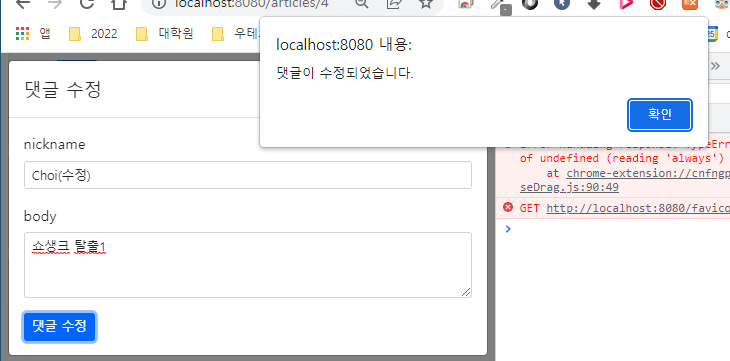 localhost:8080/articles/4
앱
2022
대학원
localhost:8080 내용:
댓글이 수정되었습니다.
확인
댓글 수정
nickname
Choi(수정)
body
쇼생크 탈출1
댓글 수정
of undefined (reading 'always')
at chrome-extension://cnfngp
seDrag.js:90:49
GET http://localhost:8080/favico